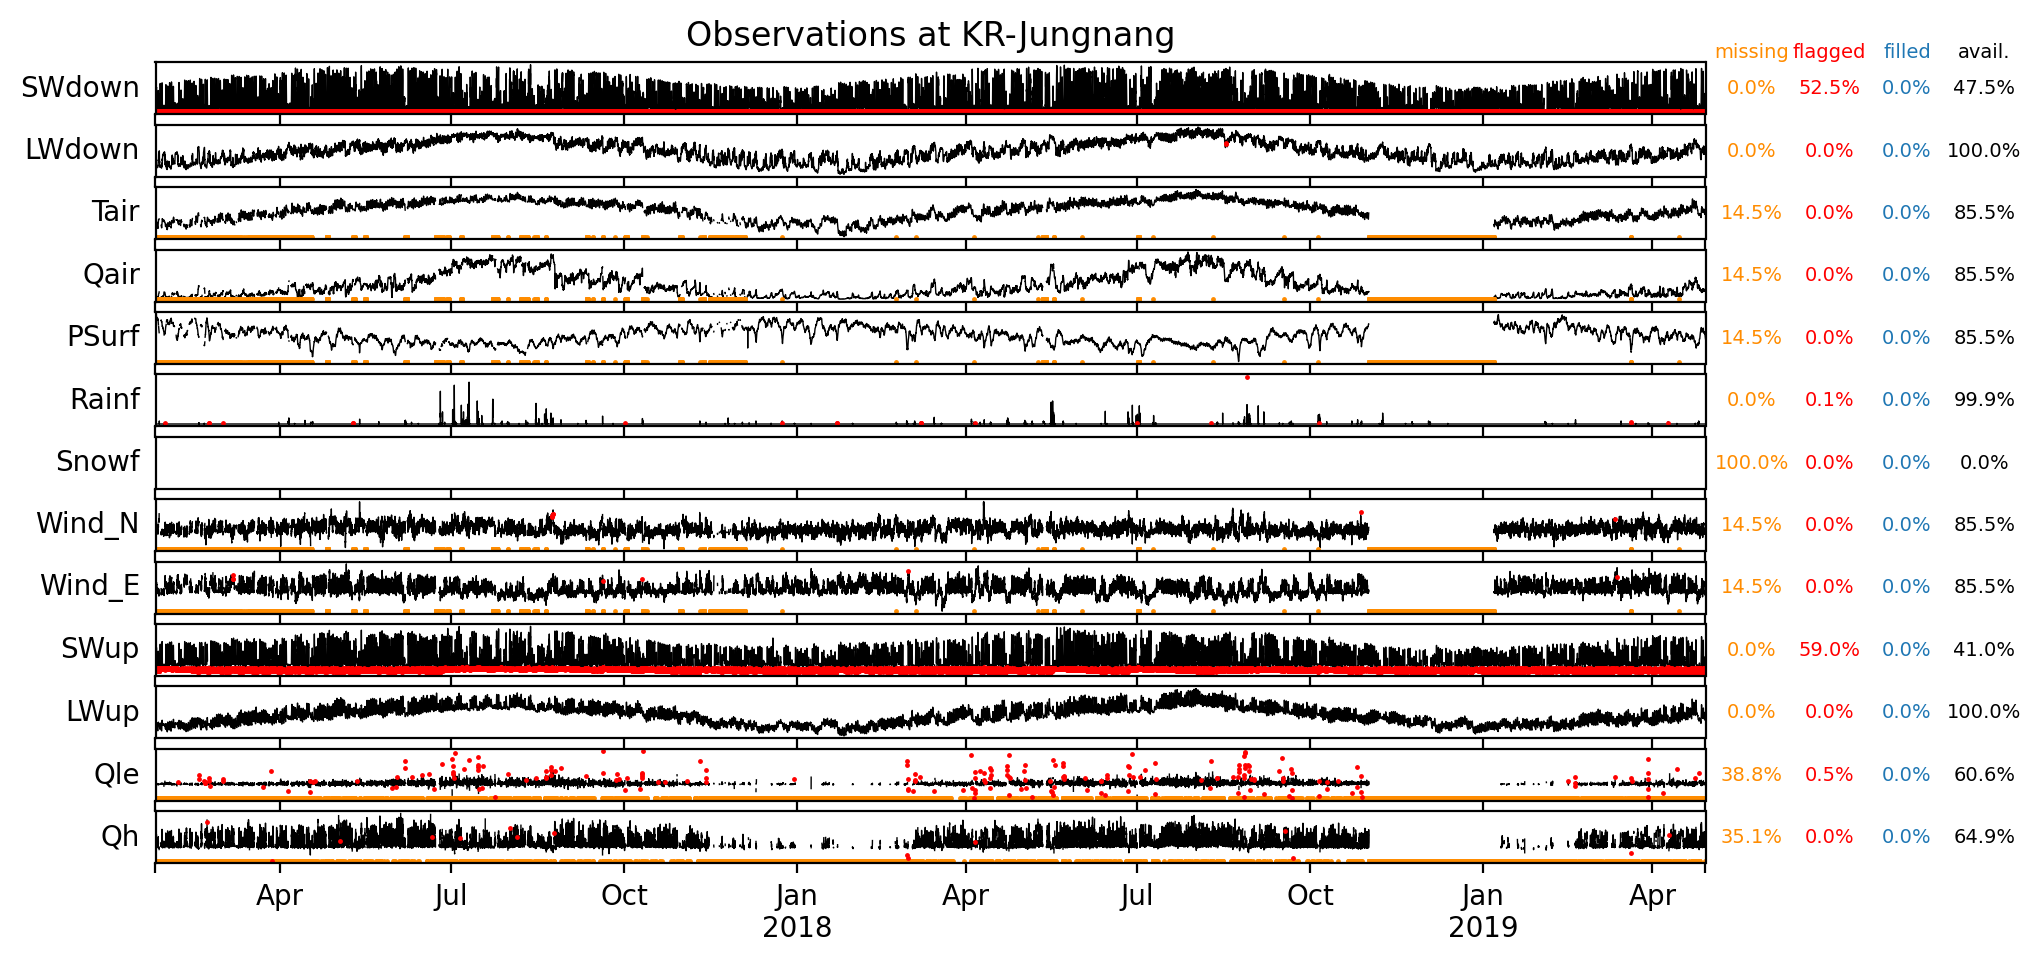 Observations at KR-Jungnang
missing flagged filled avail.
SWdown 0.0% 52.5% 0.0% 47.5%
LWdown 0.0% 0.0% 0.0% 100.0%
Tair 14.5% 0.0% 0.0% 85.5%
Qair 14.5% 0.0% 0.0% 85.5%
PSurf 14.5% 0.0% 0.0% 85.5%
Rainf 0.0% 0.1% 0.0% 99.9%
Snowf 100.0% 0.0% 0.0% 0.0%
Wind_N 14.5% 0.0% 0.0% 85.5%
Wind_E 14.5% 0.0% 0.0% 85.5%
SWup 0.0% 59.0% 0.0% 41.0%
LWup 0.0% 0.0% 0.0% 100.0%
Qle 38.8% 0.5% 0.0% 60.6%
Qh 35.1% 0.0% 0.0% 64.9%
Apr Jul Oct Jan Apr Jul Oct Jan Apr
2018 2019